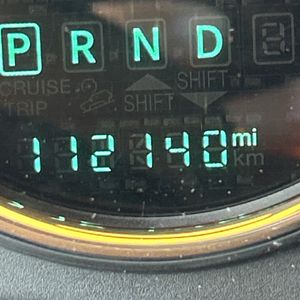 P R N D 2
CRUISE SHIFT
TRIP SHIFT
112140 mi
km